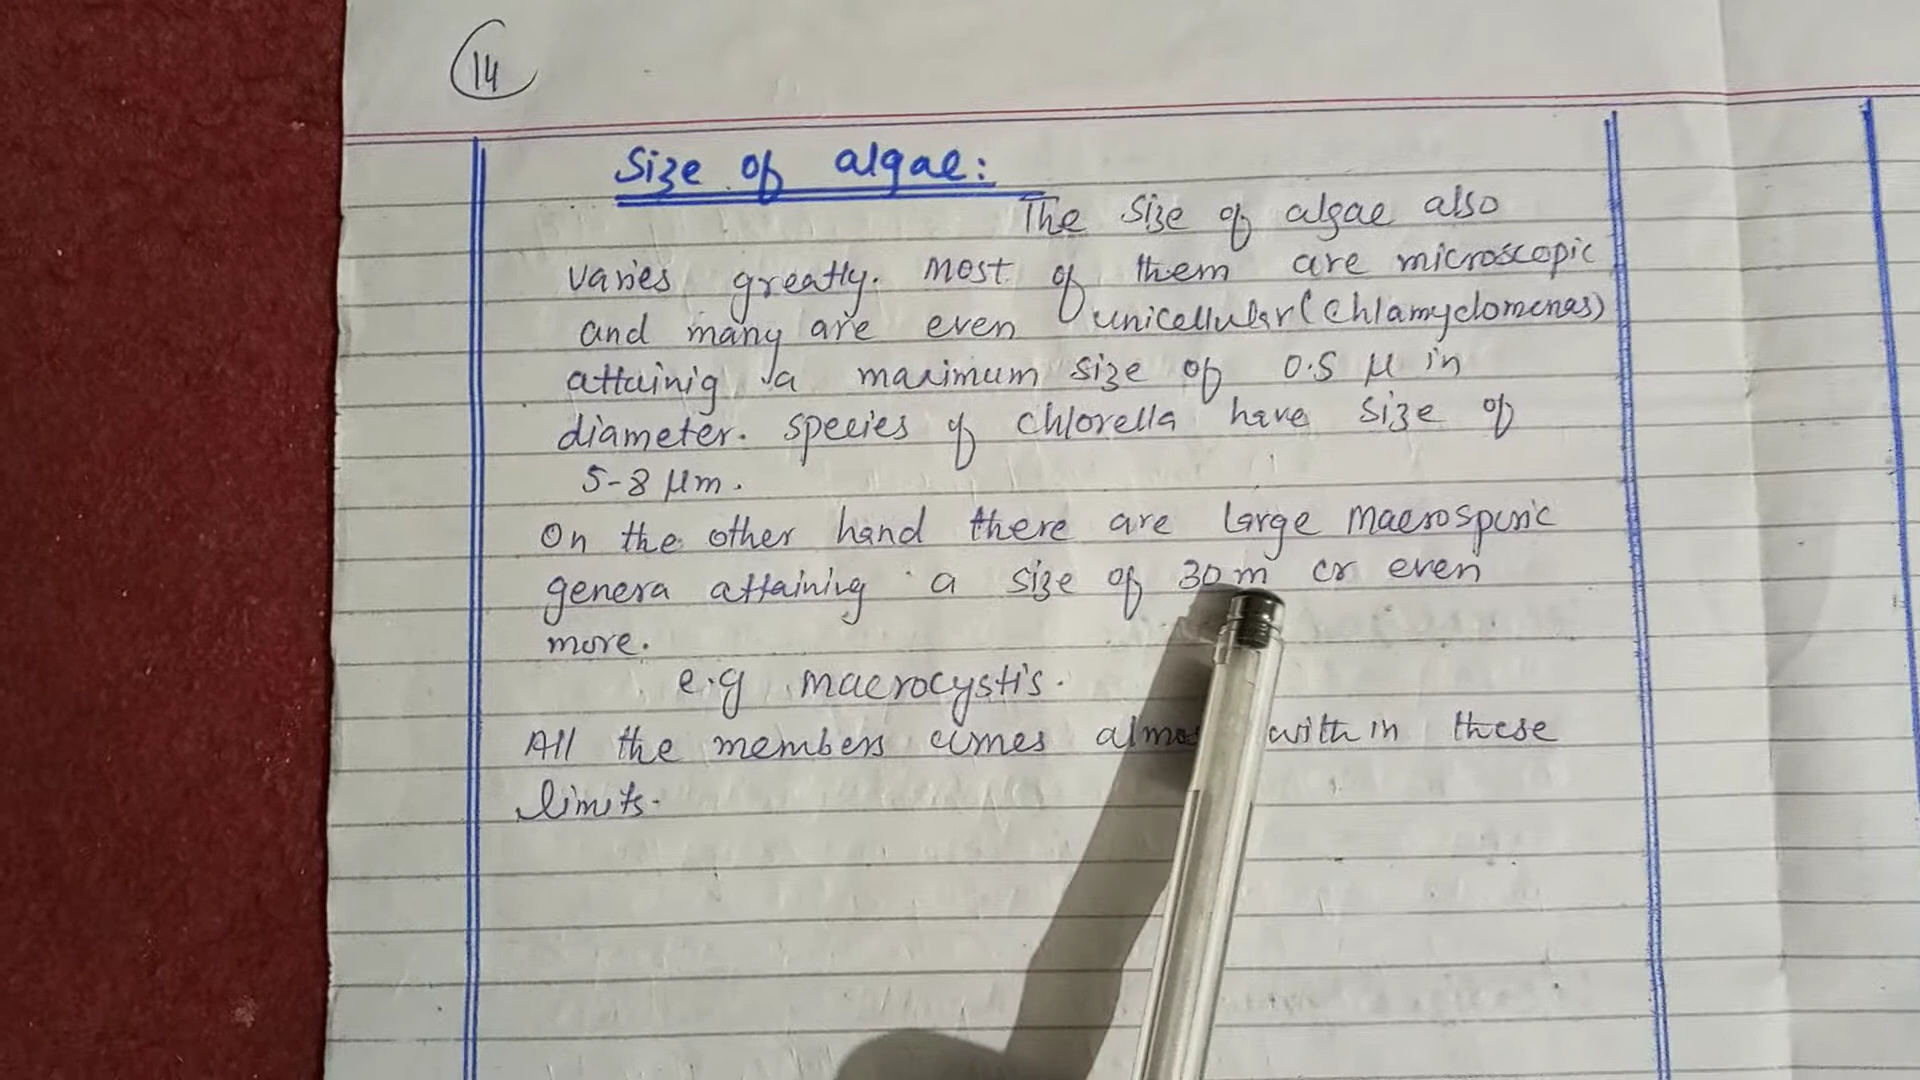 14
Size of algae:
The size of algae also
varies greatly. Most of them are microscopic
and many are even unicellular (Chlamydomonas)
attainig a maximum size of 0.5 μ in
diameter. species of chlorella have size of
5-8 μm.
On the other hand there are large
genera attaining a size of 30 m or even
more.
e.g macrocystis.
All the members comes with in these
limits.